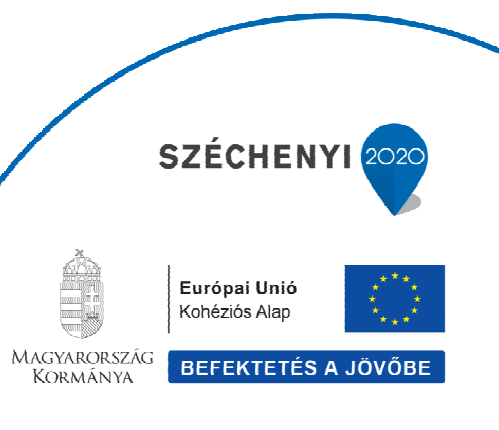 SZÉCHENYI 2020
Európai Unió
Kohéziós Alap
MAGYARORSZÁG
KORMÁNYA
BEFEKTETÉS A JÖVŐBE